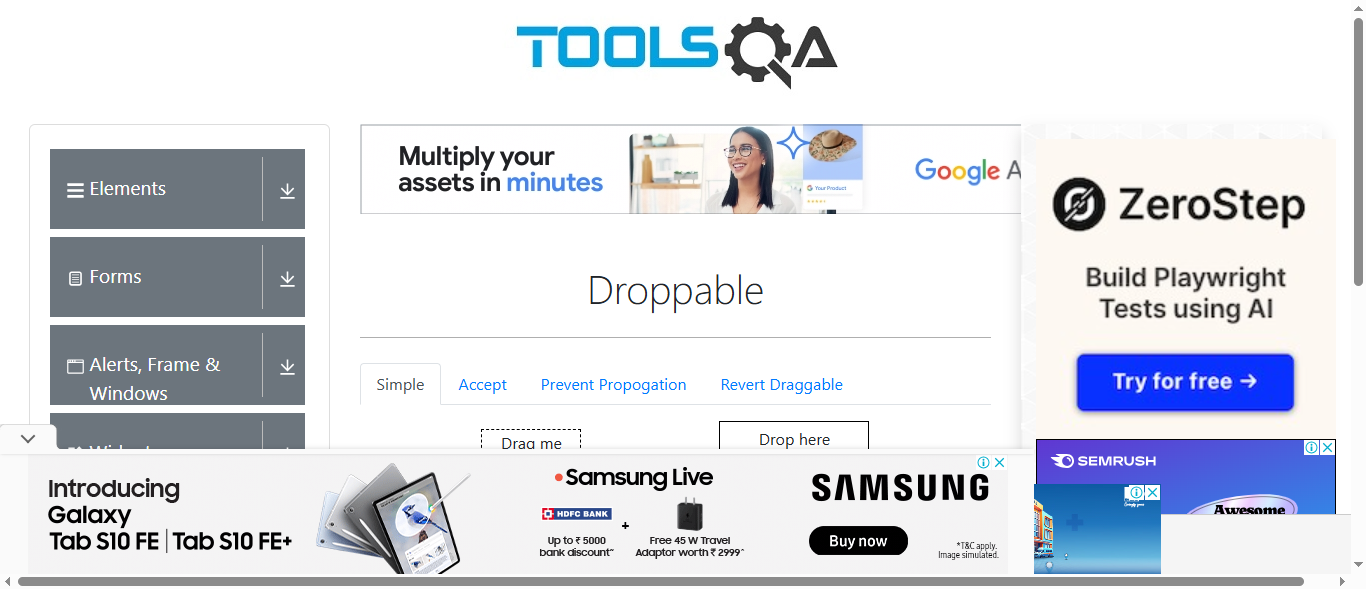 TOOLSQA
Elements
Forms
Alerts, Frame &
Windows
Multiply your
assets in minutes
Your Product
Google A
Droppable
Simple
Accept
Prevent Propogation
Revert Draggable
Drag me
Drop here
ZeroStep
Build Playwright
Tests using AI
Try for free →
SEMRUSH
Awesome
Introducing
Galaxy
Tab S10 FE | Tab S10 FE+
Samsung Live
HDFC BANK
Up to ₹ 5000
bank discount
+
Free 45 W Travel
Adaptor worth ₹ 2999^
SAMSUNG
Buy now
*T&C apply.
Image simulated.